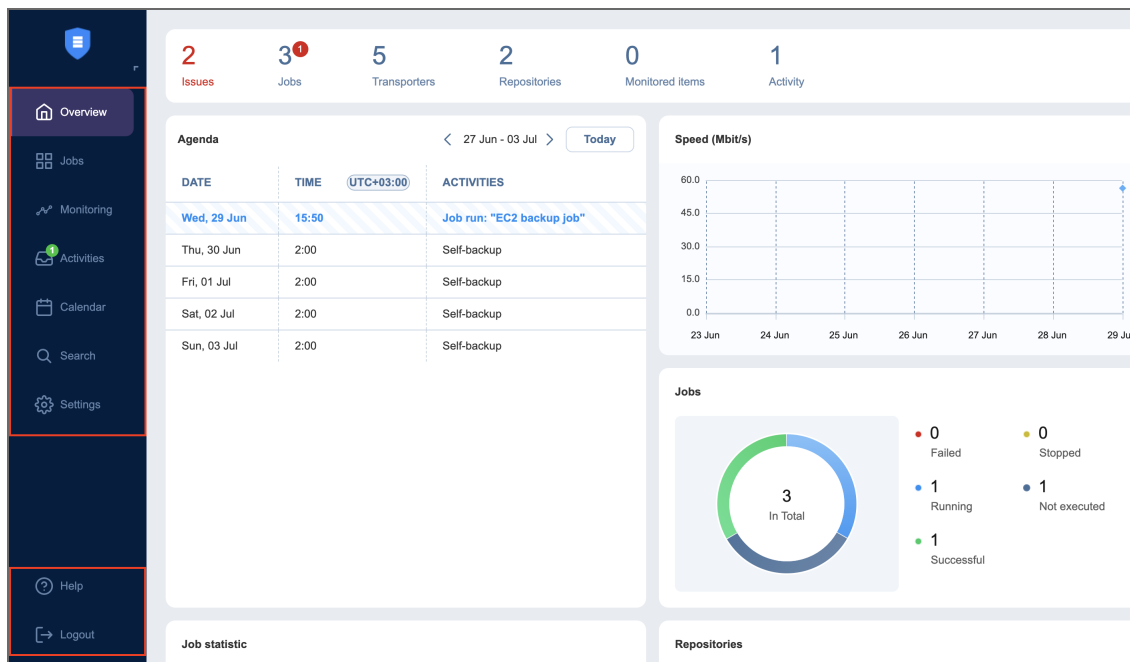 2
Issues
3 1
Jobs
5
Transporters
2
Repositories
0
Monitored items
1
Activity
Overview
Jobs
Monitoring
1
Activities
Calendar
Search
Settings
Help
Logout
Agenda
27 Jun - 03 Jul
Today
DATE TIME UTC+03:00 ACTIVITIES
Wed, 29 Jun 15:50 Job run: "EC2 backup job"
Thu, 30 Jun 2:00 Self-backup
Fri, 01 Jul 2:00 Self-backup
Sat, 02 Jul 2:00 Self-backup
Sun, 03 Jul 2:00 Self-backup
Speed (Mbit/s)
60.0
45.0
30.0
15.0
0.0
23 Jun 24 Jun 25 Jun 26 Jun 27 Jun 28 Jun 29 Ju
Jobs
3
In Total
0
Failed
0
Stopped
1
Running
1
Not executed
1
Successful
Job statistic
Repositories